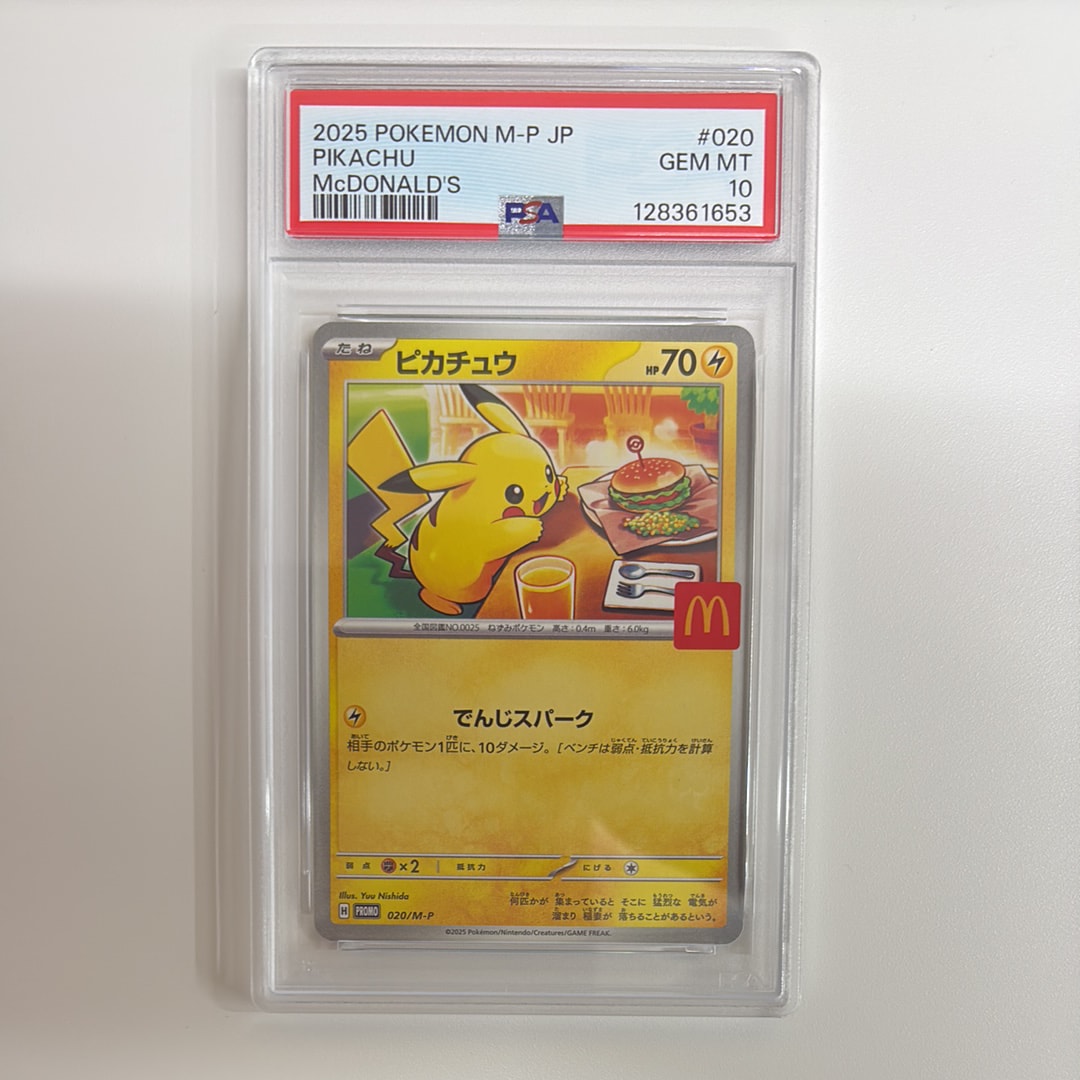 2025 POKEMON M-P JP #020
PIKACHU GEM MT
McDONALD'S 10
PSA 128361653
たね ピカチュウ HP70
全国図鑑NO.0025 ねずみポケモン 高さ：0.4m 重さ：6.0kg
でんじスパーク
相手のポケモン1匹に、10ダメージ。［ベンチは弱点・抵抗力を計算
しない。］
弱点 ×2 抵抗力 にげる
Illus. Yuu Nishida
何匹かが 集まっていると そこに 猛烈な 電気が
溜まり 稲妻が 落ちることがあるという。
H PROMO 020/M-P
©2025 Pokémon/Nintendo/Creatures/GAME FREAK.